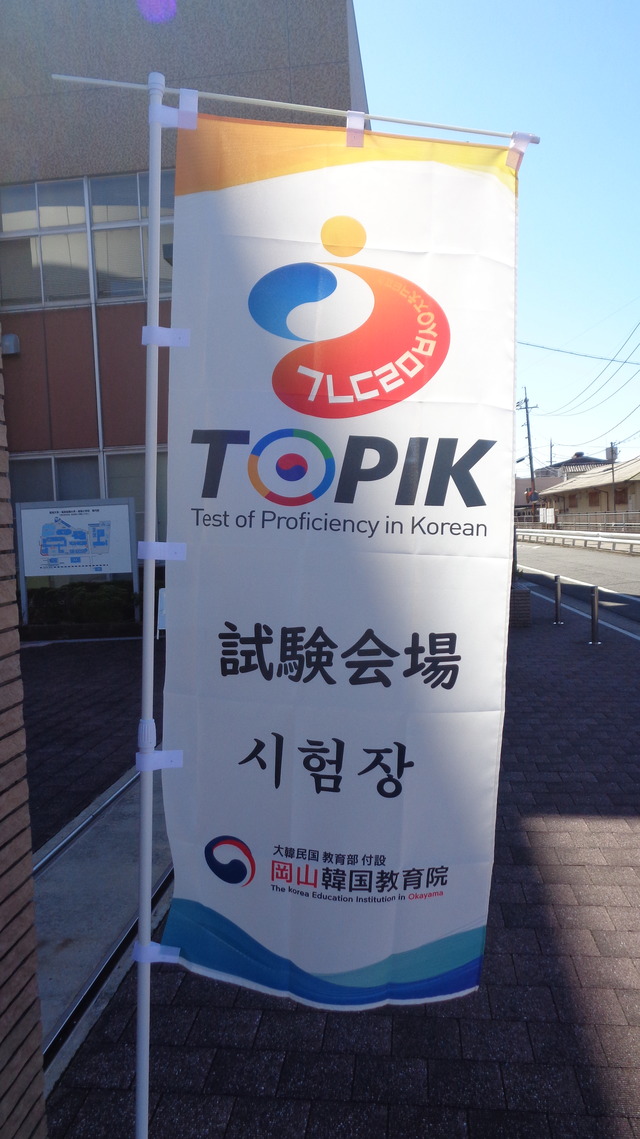 ㄱㄴㄷㄹㅁㅂㅅㅇ
TOPIK
Test of Proficiency in Korean
試験会場
시험장
大韓民国 教育部 付設
岡山韓国教育院
The korea Education Institution in Okayama